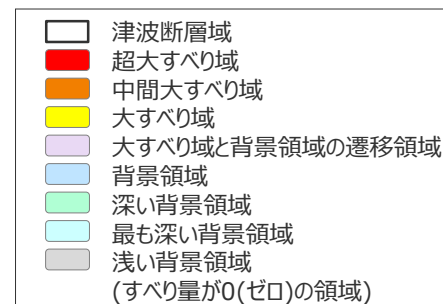 津波断層域
超大すべり域
中間大すべり域
大すべり域
大すべり域と背景領域の遷移領域
背景領域
深い背景領域
最も深い背景領域
浅い背景領域
(すべり量が0(ゼロ)の領域)